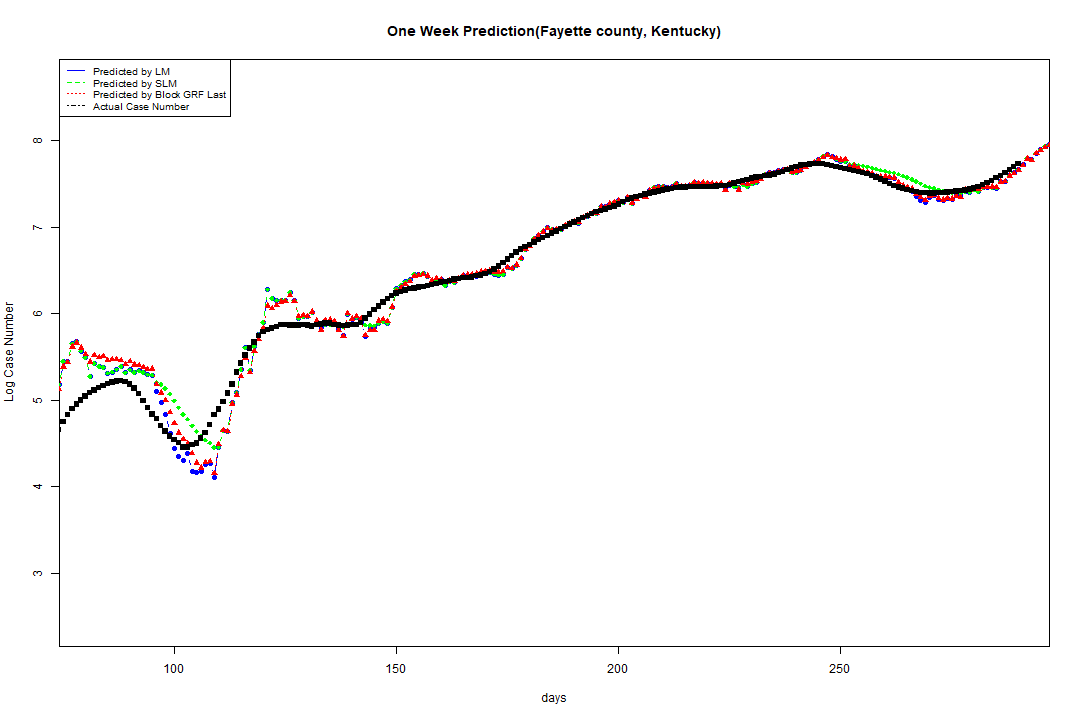 One Week Prediction(Fayette county, Kentucky)
Predicted by LM
Predicted by SLM
Predicted by Block GRF Last
Actual Case Number
8
7
6
5
4
3
Log Case Number
100 150 200 250
days